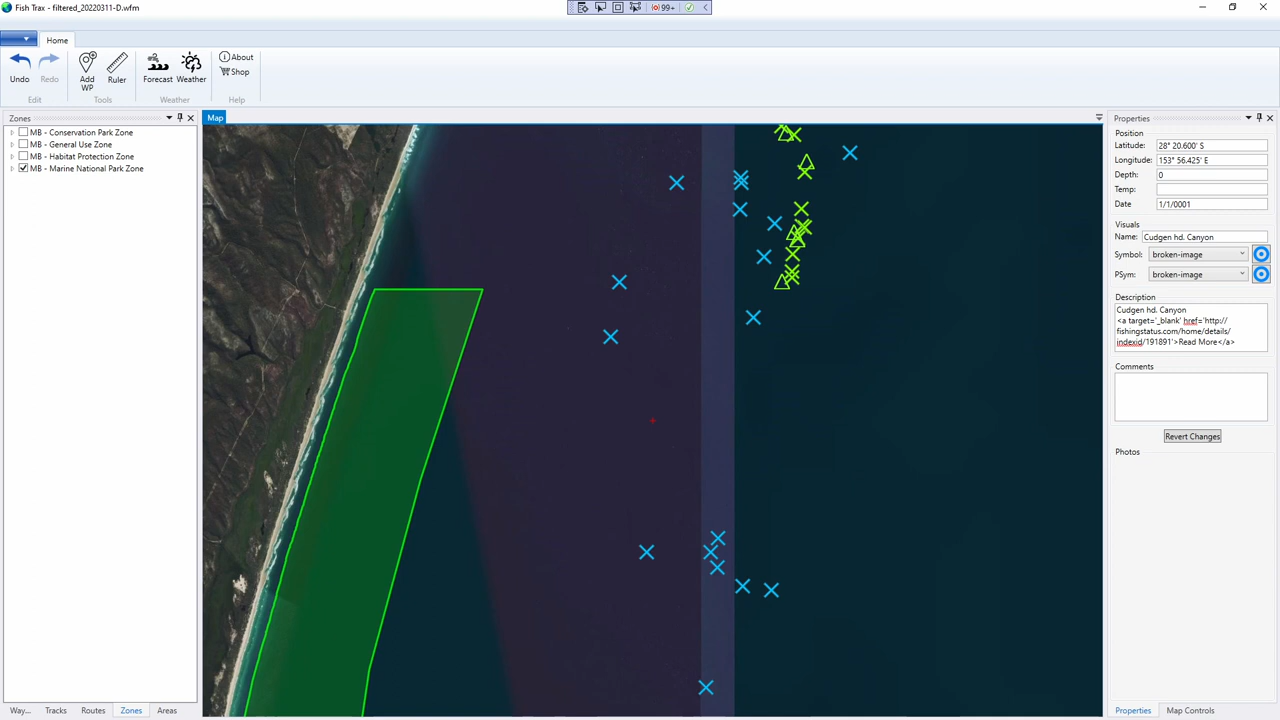 Fish Trax - filtered_20220311-D.wfm
99+
Home
Undo
Redo
Add WP
Ruler
Forecast
Weather
About
Shop
Edit
Tools
Weather
Help
Zones
MB - Conservation Park Zone
MB - General Use Zone
MB - Habitat Protection Zone
MB - Marine National Park Zone
Way...
Tracks
Routes
Zones
Areas
Map
Properties
Position
Latitude: 28° 20.600' S
Longitude: 153° 56.425' E
Depth: 0
Temp:
Date 1/1/0001
Visuals
Name: Cudgen hd. Canyon
Symbol: broken-image
PSym: broken-image
Description
Cudgen hd. Canyon
<a target='_blank' href='http://
fishingstatus.com/home/details/
indexid/191891'>Read More</a>
Comments
Revert Changes
Photos
Properties
Map Controls